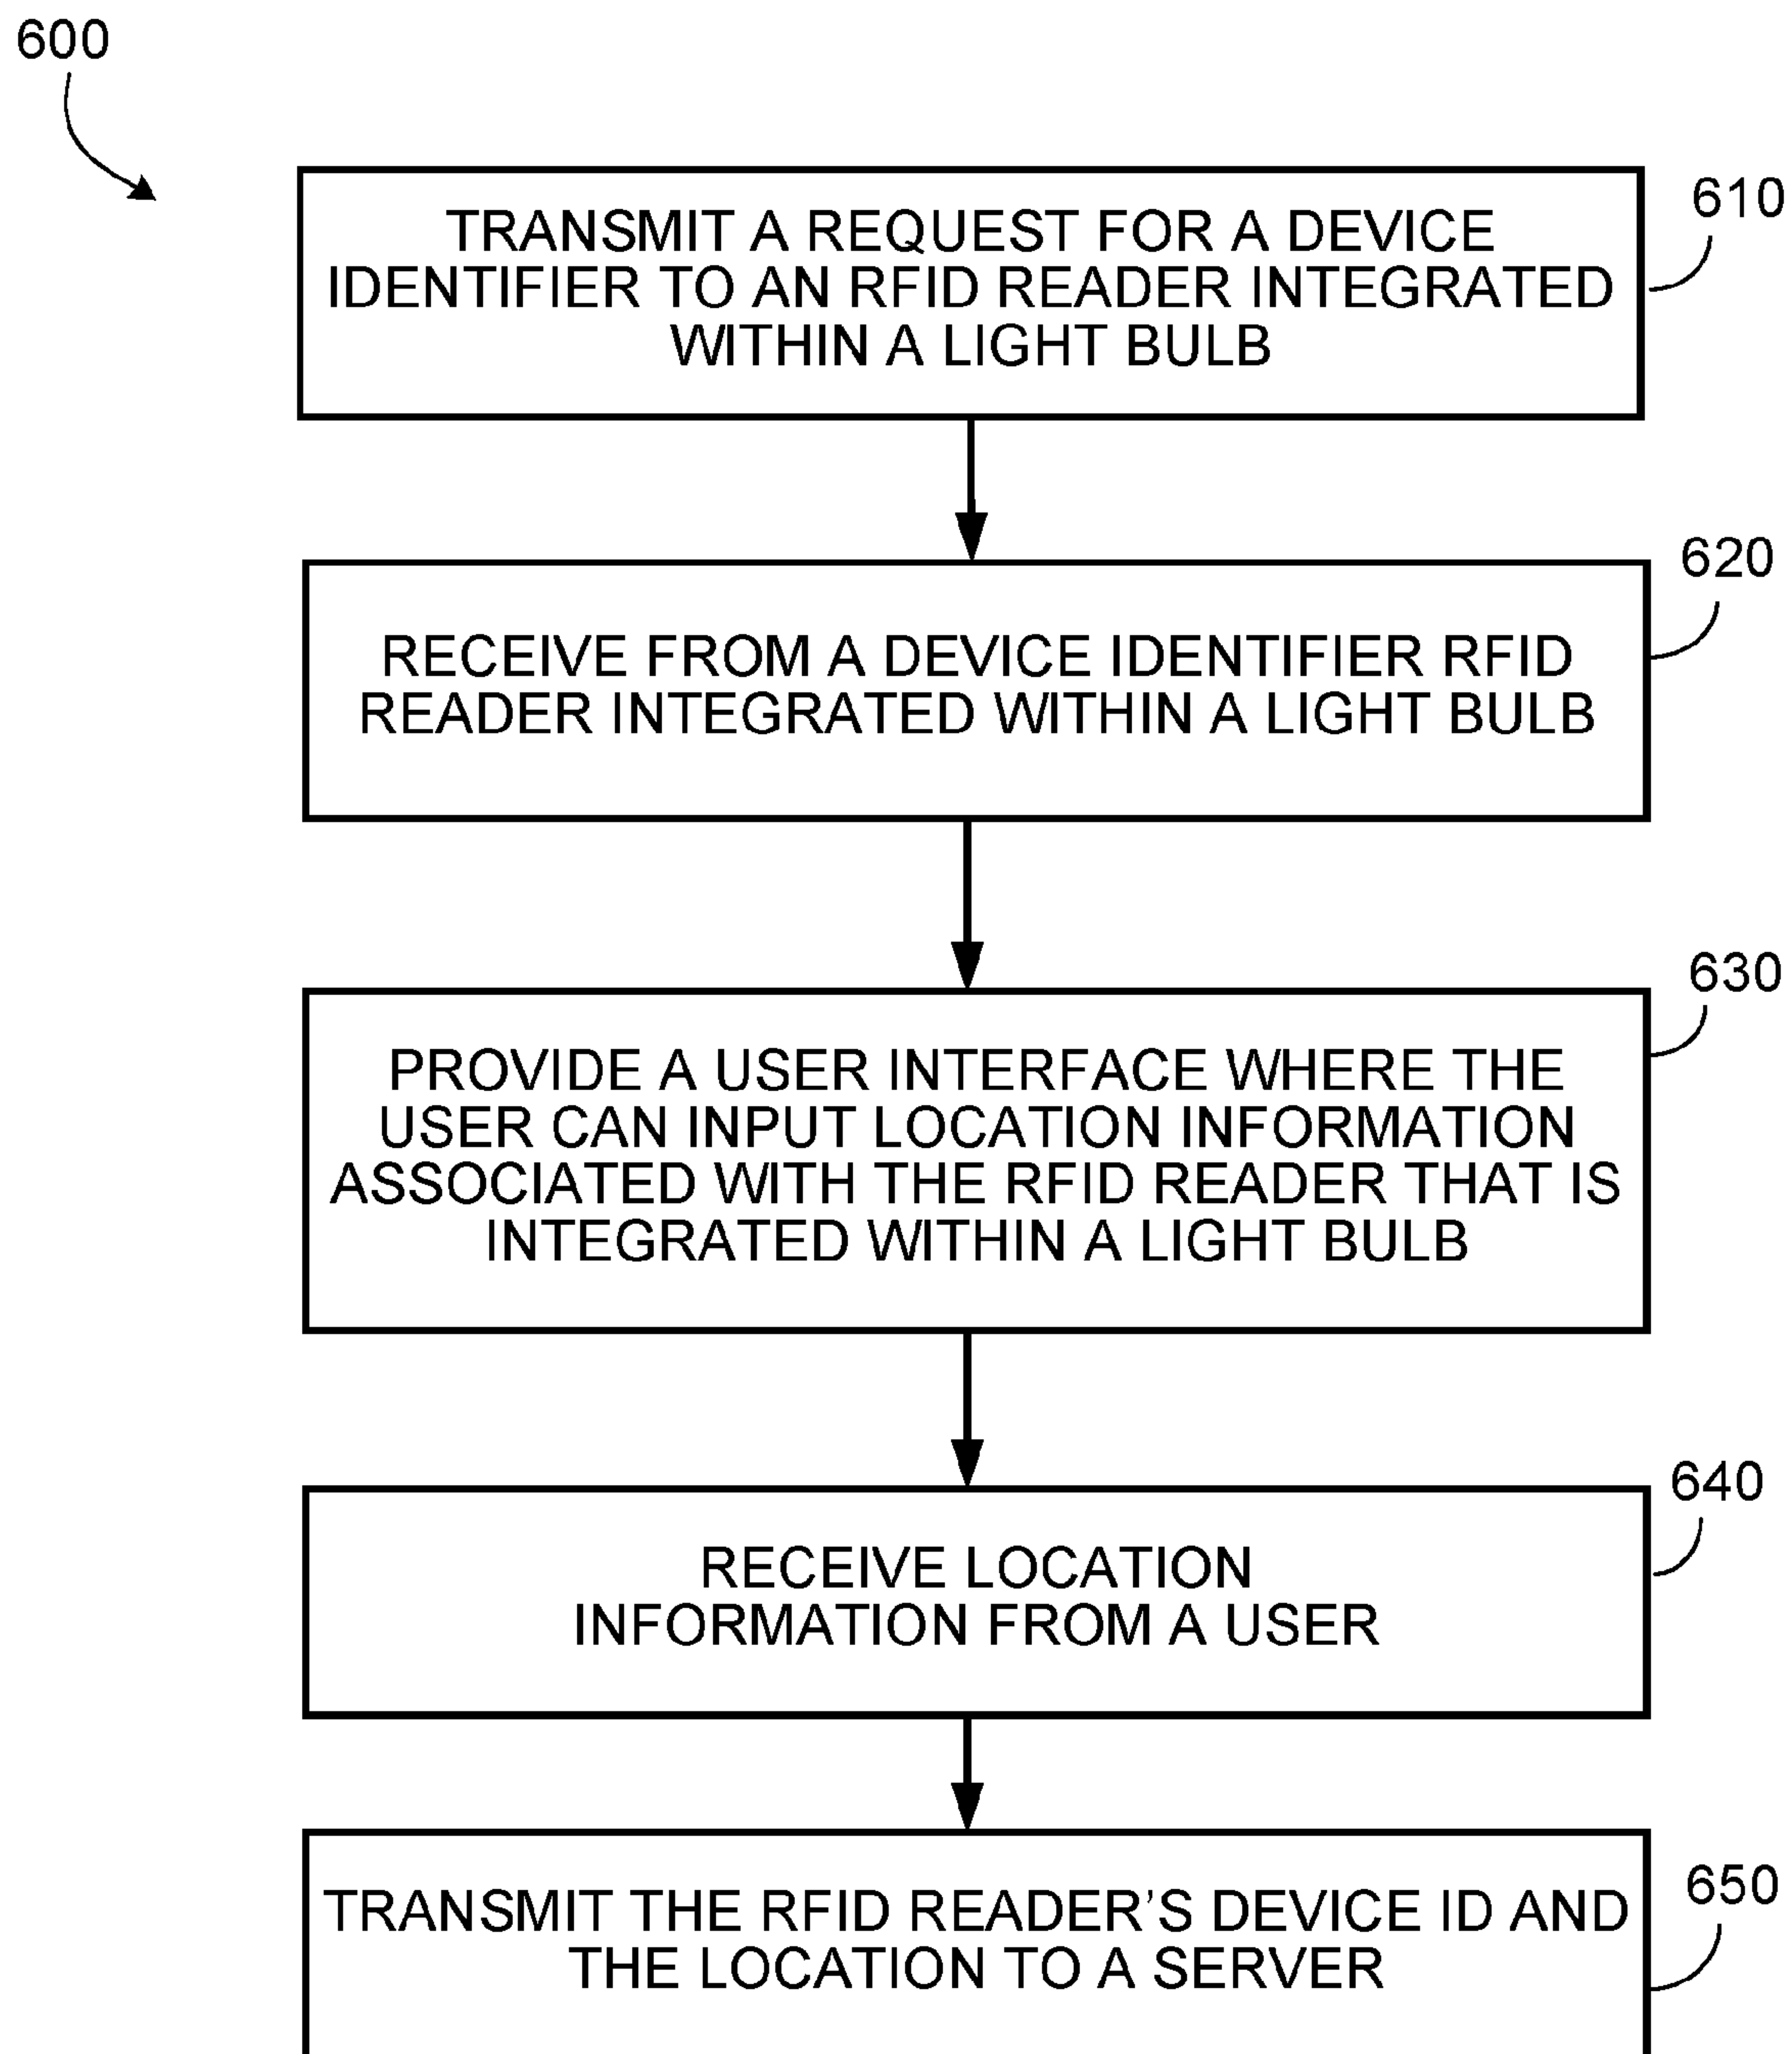 600
610
TRANSMIT A REQUEST FOR A DEVICE
IDENTIFIER TO AN RFID READER INTEGRATED
WITHIN A LIGHT BULB
620
RECEIVE FROM A DEVICE IDENTIFIER RFID
READER INTEGRATED WITHIN A LIGHT BULB
630
PROVIDE A USER INTERFACE WHERE THE
USER CAN INPUT LOCATION INFORMATION
ASSOCIATED WITH THE RFID READER THAT IS
INTEGRATED WITHIN A LIGHT BULB
640
RECEIVE LOCATION
INFORMATION FROM A USER
650
TRANSMIT THE RFID READER’S DEVICE ID AND
THE LOCATION TO A SERVER